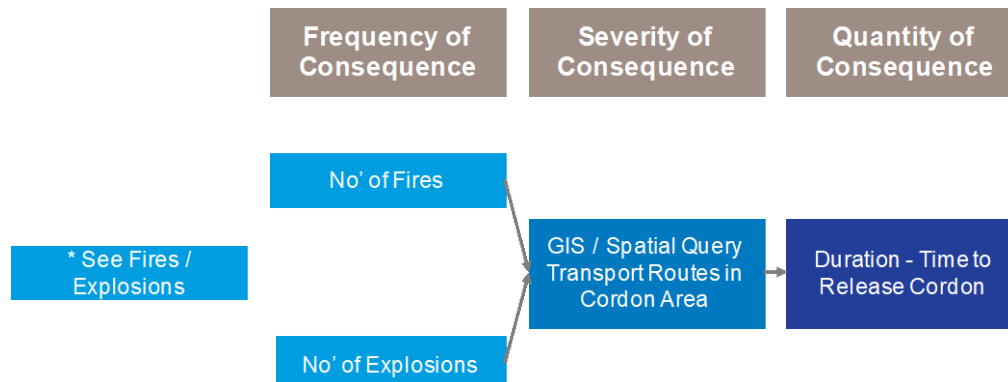 Frequency of
Consequence
Severity of
Consequence
Quantity of
Consequence
No’ of Fires
* See Fires /
Explosions
GIS / Spatial Query
Transport Routes in
Cordon Area
Duration - Time to
Release Cordon
No’ of Explosions